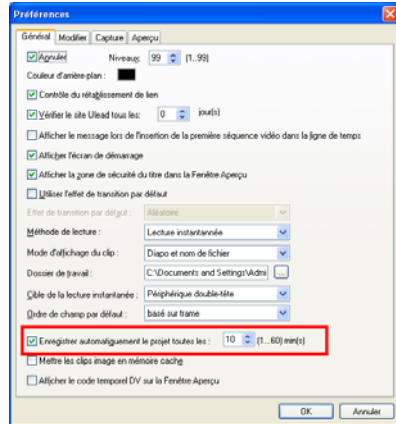 Préférences
Général Modifier Capture Aperçu
Annuler Niveaux: 99 (1..99)
Couleur d'arrière-plan :
Contrôle du rétablissement de lien
Vérifier le site Ulead tous les: 0 jour(s)
Afficher le message lors de l'insertion de la première séquence vidéo dans la ligne de temps
Afficher l'écran de démarrage
Afficher la zone de sécurité du titre dans la Fenêtre Aperçu
Utiliser l'effet de transition par défaut
Effet de transition par défaut : Aléatoire
Méthode de lecture : Lecture instantannée
Mode d'affichage du clip : Diapo et nom de fichier
Dossier de travail : C:\Documents and Settings\Admi ...
Cible de la lecture instantanée : Périphérique double-tête
Ordre de champ par défaut : basé sur trame
Enregistrer automatiquement le projet toutes les : 10 (1...60) min(s)
Mettre les clips image en mémoire cache
Afficher le code temporel DV sur la Fenêtre Aperçu
OK Annuler